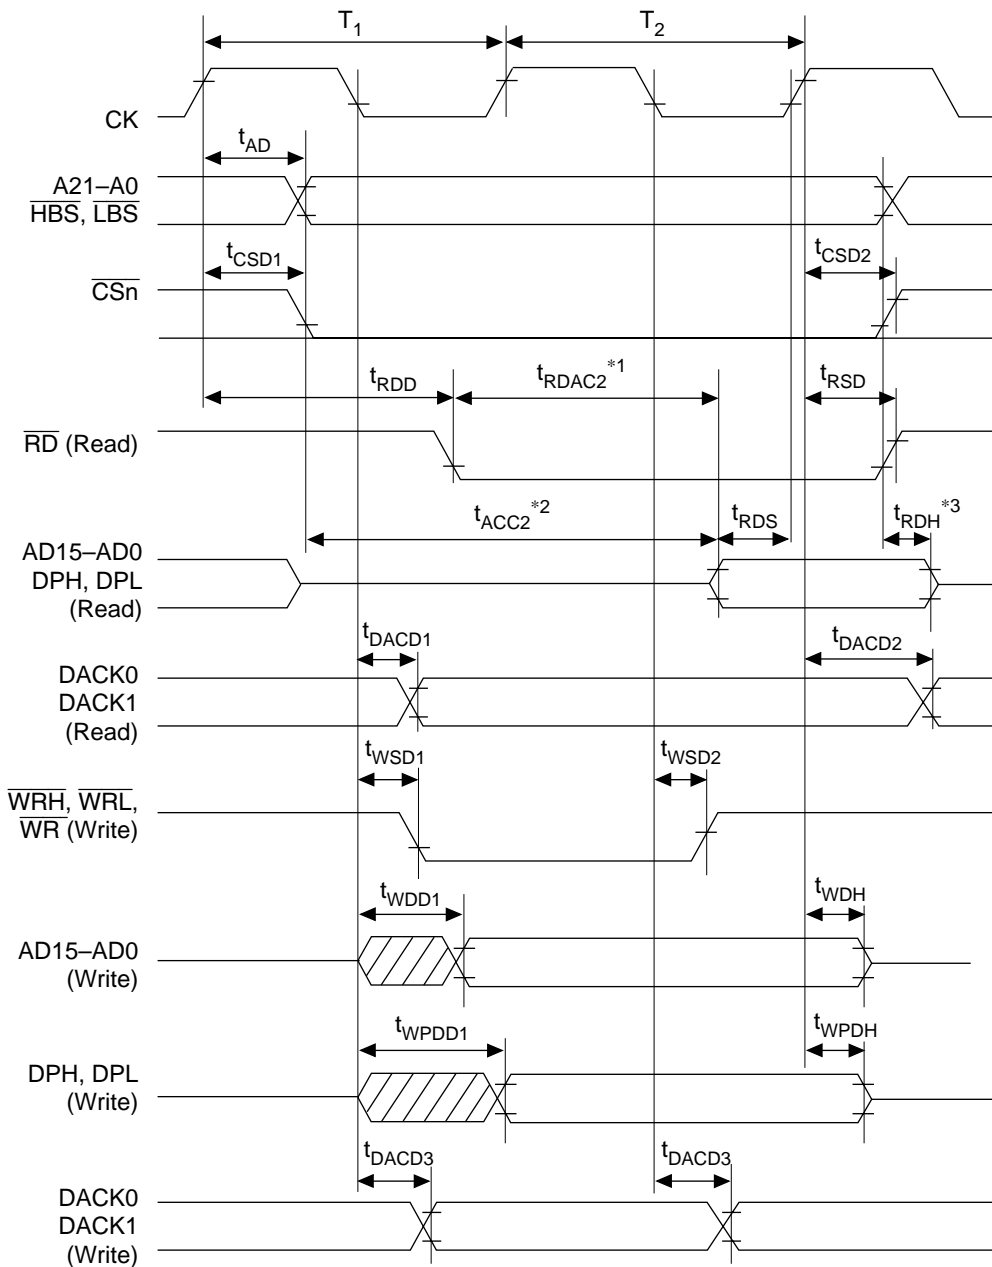 T1 T2
CK
tAD
A21–A0
HBS, LBS
tCSD1 tCSD2
CSn
tRDD tRDAC2*1 tRSD
RD (Read)
tACC2*2 tRDS tRDH*3
AD15–AD0
DPH, DPL
(Read)
tDACD1 tDACD2
DACK0
DACK1
(Read)
tWSD1 tWSD2
WRH, WRL,
WR (Write)
tWDD1 tWDH
AD15–AD0
(Write)
tWPDD1 tWPDH
DPH, DPL
(Write)
tDACD3 tDACD3
DACK0
DACK1
(Write)